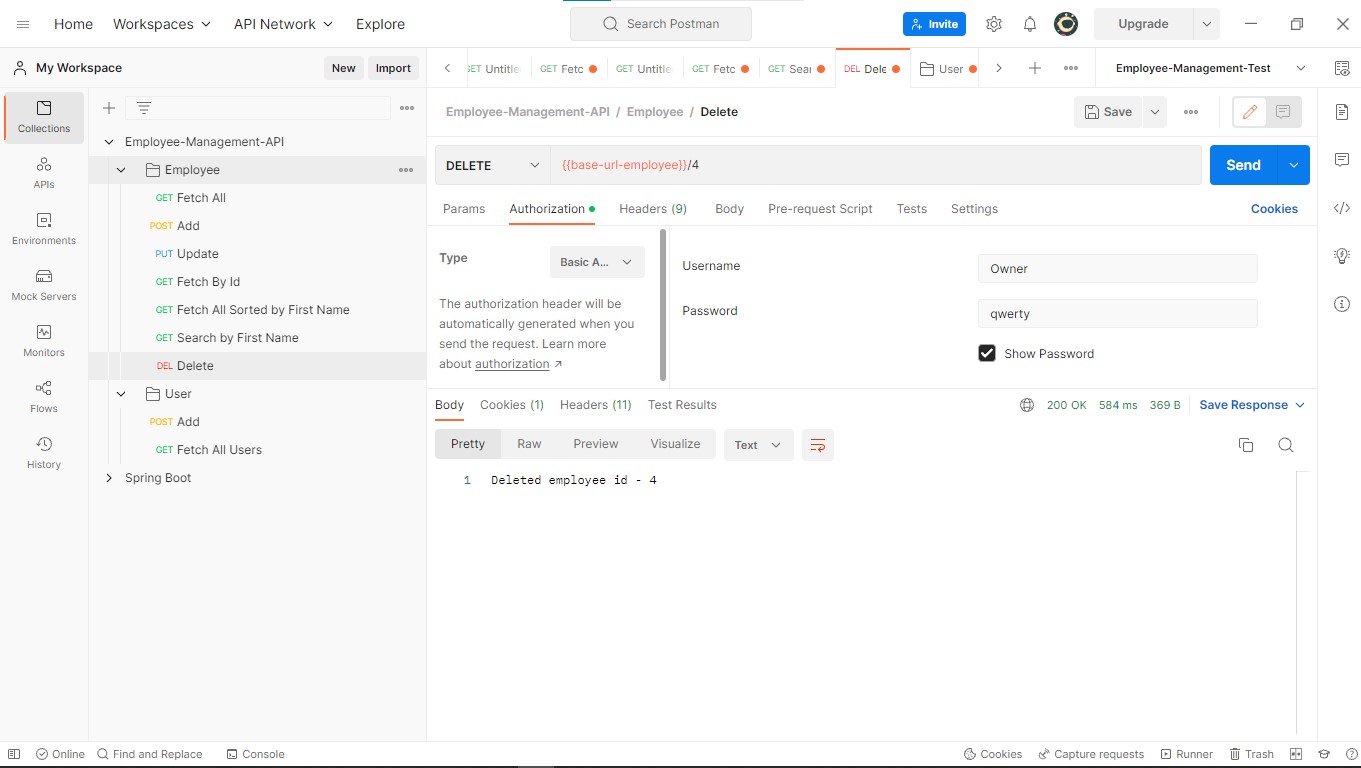 Home Workspaces API Network Explore Search Postman Invite Upgrade
My Workspace New Import GET Untitle GET Fetc GET Untitle GET Fetc GET Sear DEL Dele User Employee-Management-Test
Collections
APIs
Environments
Mock Servers
Monitors
Flows
History
Employee-Management-API
Employee
GET Fetch All
POST Add
PUT Update
GET Fetch By Id
GET Fetch All Sorted by First Name
GET Search by First Name
DEL Delete
User
POST Add
GET Fetch All Users
Spring Boot
Employee-Management-API / Employee / Delete Save
DELETE {{base-url-employee}}/4 Send
Params Authorization Headers (9) Body Pre-request Script Tests Settings Cookies
Type Basic A...
The authorization header will be
automatically generated when you
send the request. Learn more
about authorization ↗
Username Owner
Password qwerty
Show Password
Body Cookies (1) Headers (11) Test Results 200 OK 584 ms 369 B Save Response
Pretty Raw Preview Visualize Text
1 Deleted employee id - 4
Online Find and Replace Console Cookies Capture requests Runner Trash